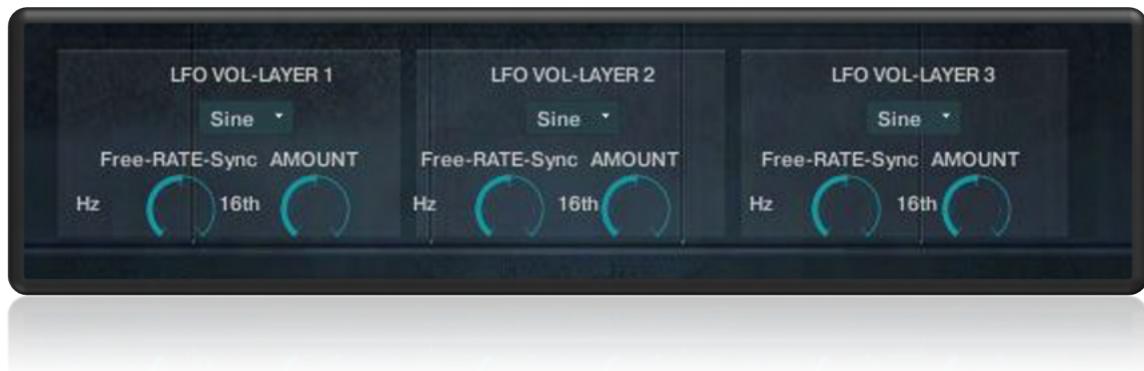 LFO VOL-LAYER 1
Sine
Free-RATE-Sync AMOUNT
Hz 16th
LFO VOL-LAYER 2
Sine
Free-RATE-Sync AMOUNT
Hz 16th
LFO VOL-LAYER 3
Sine
Free-RATE-Sync AMOUNT
Hz 16th